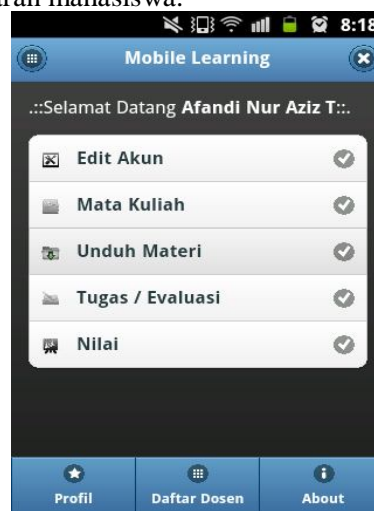 mahasiswa.
8:18
Mobile Learning
.::Selamat Datang Afandi Nur Aziz T::.
Edit Akun
Mata Kuliah
Unduh Materi
Tugas / Evaluasi
Nilai
Profil Daftar Dosen About